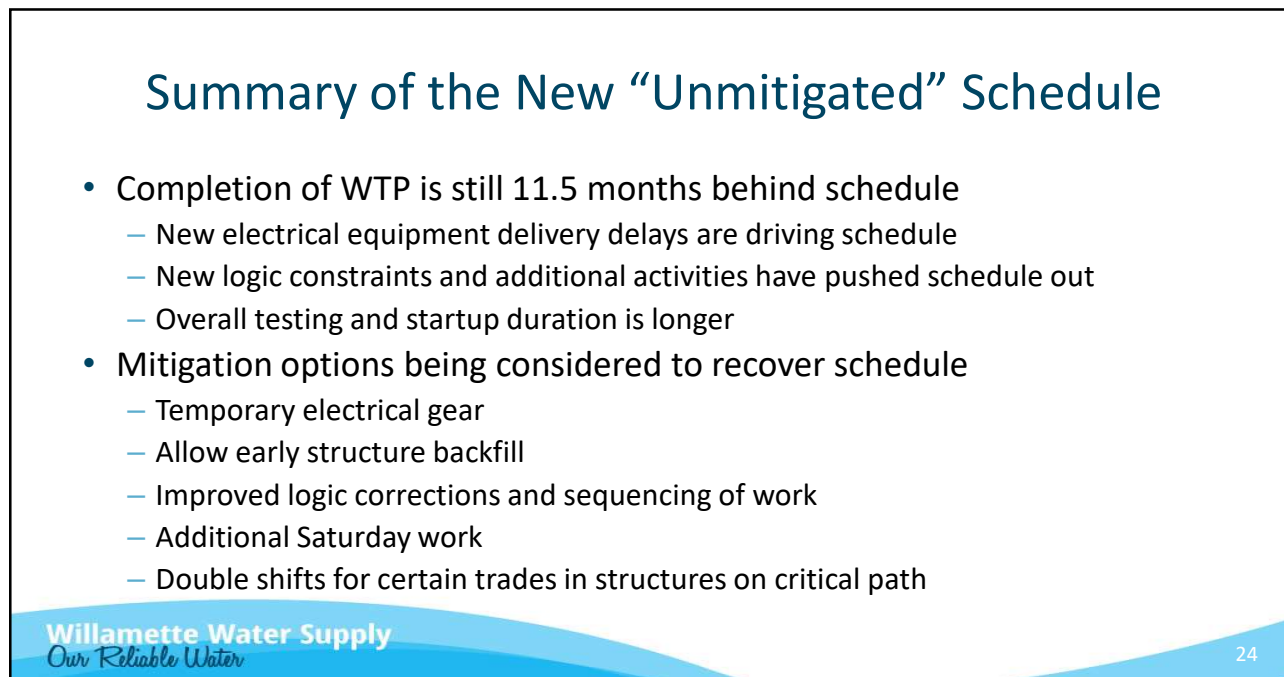 Summary of the New “Unmitigated” Schedule
• Completion of WTP is still 11.5 months behind schedule
– New electrical equipment delivery delays are driving schedule
– New logic constraints and additional activities have pushed schedule out
– Overall testing and startup duration is longer
• Mitigation options being considered to recover schedule
– Temporary electrical gear
– Allow early structure backfill
– Improved logic corrections and sequencing of work
– Additional Saturday work
– Double shifts for certain trades in structures on critical path
Willamette Water Supply
Our Reliable Water
24